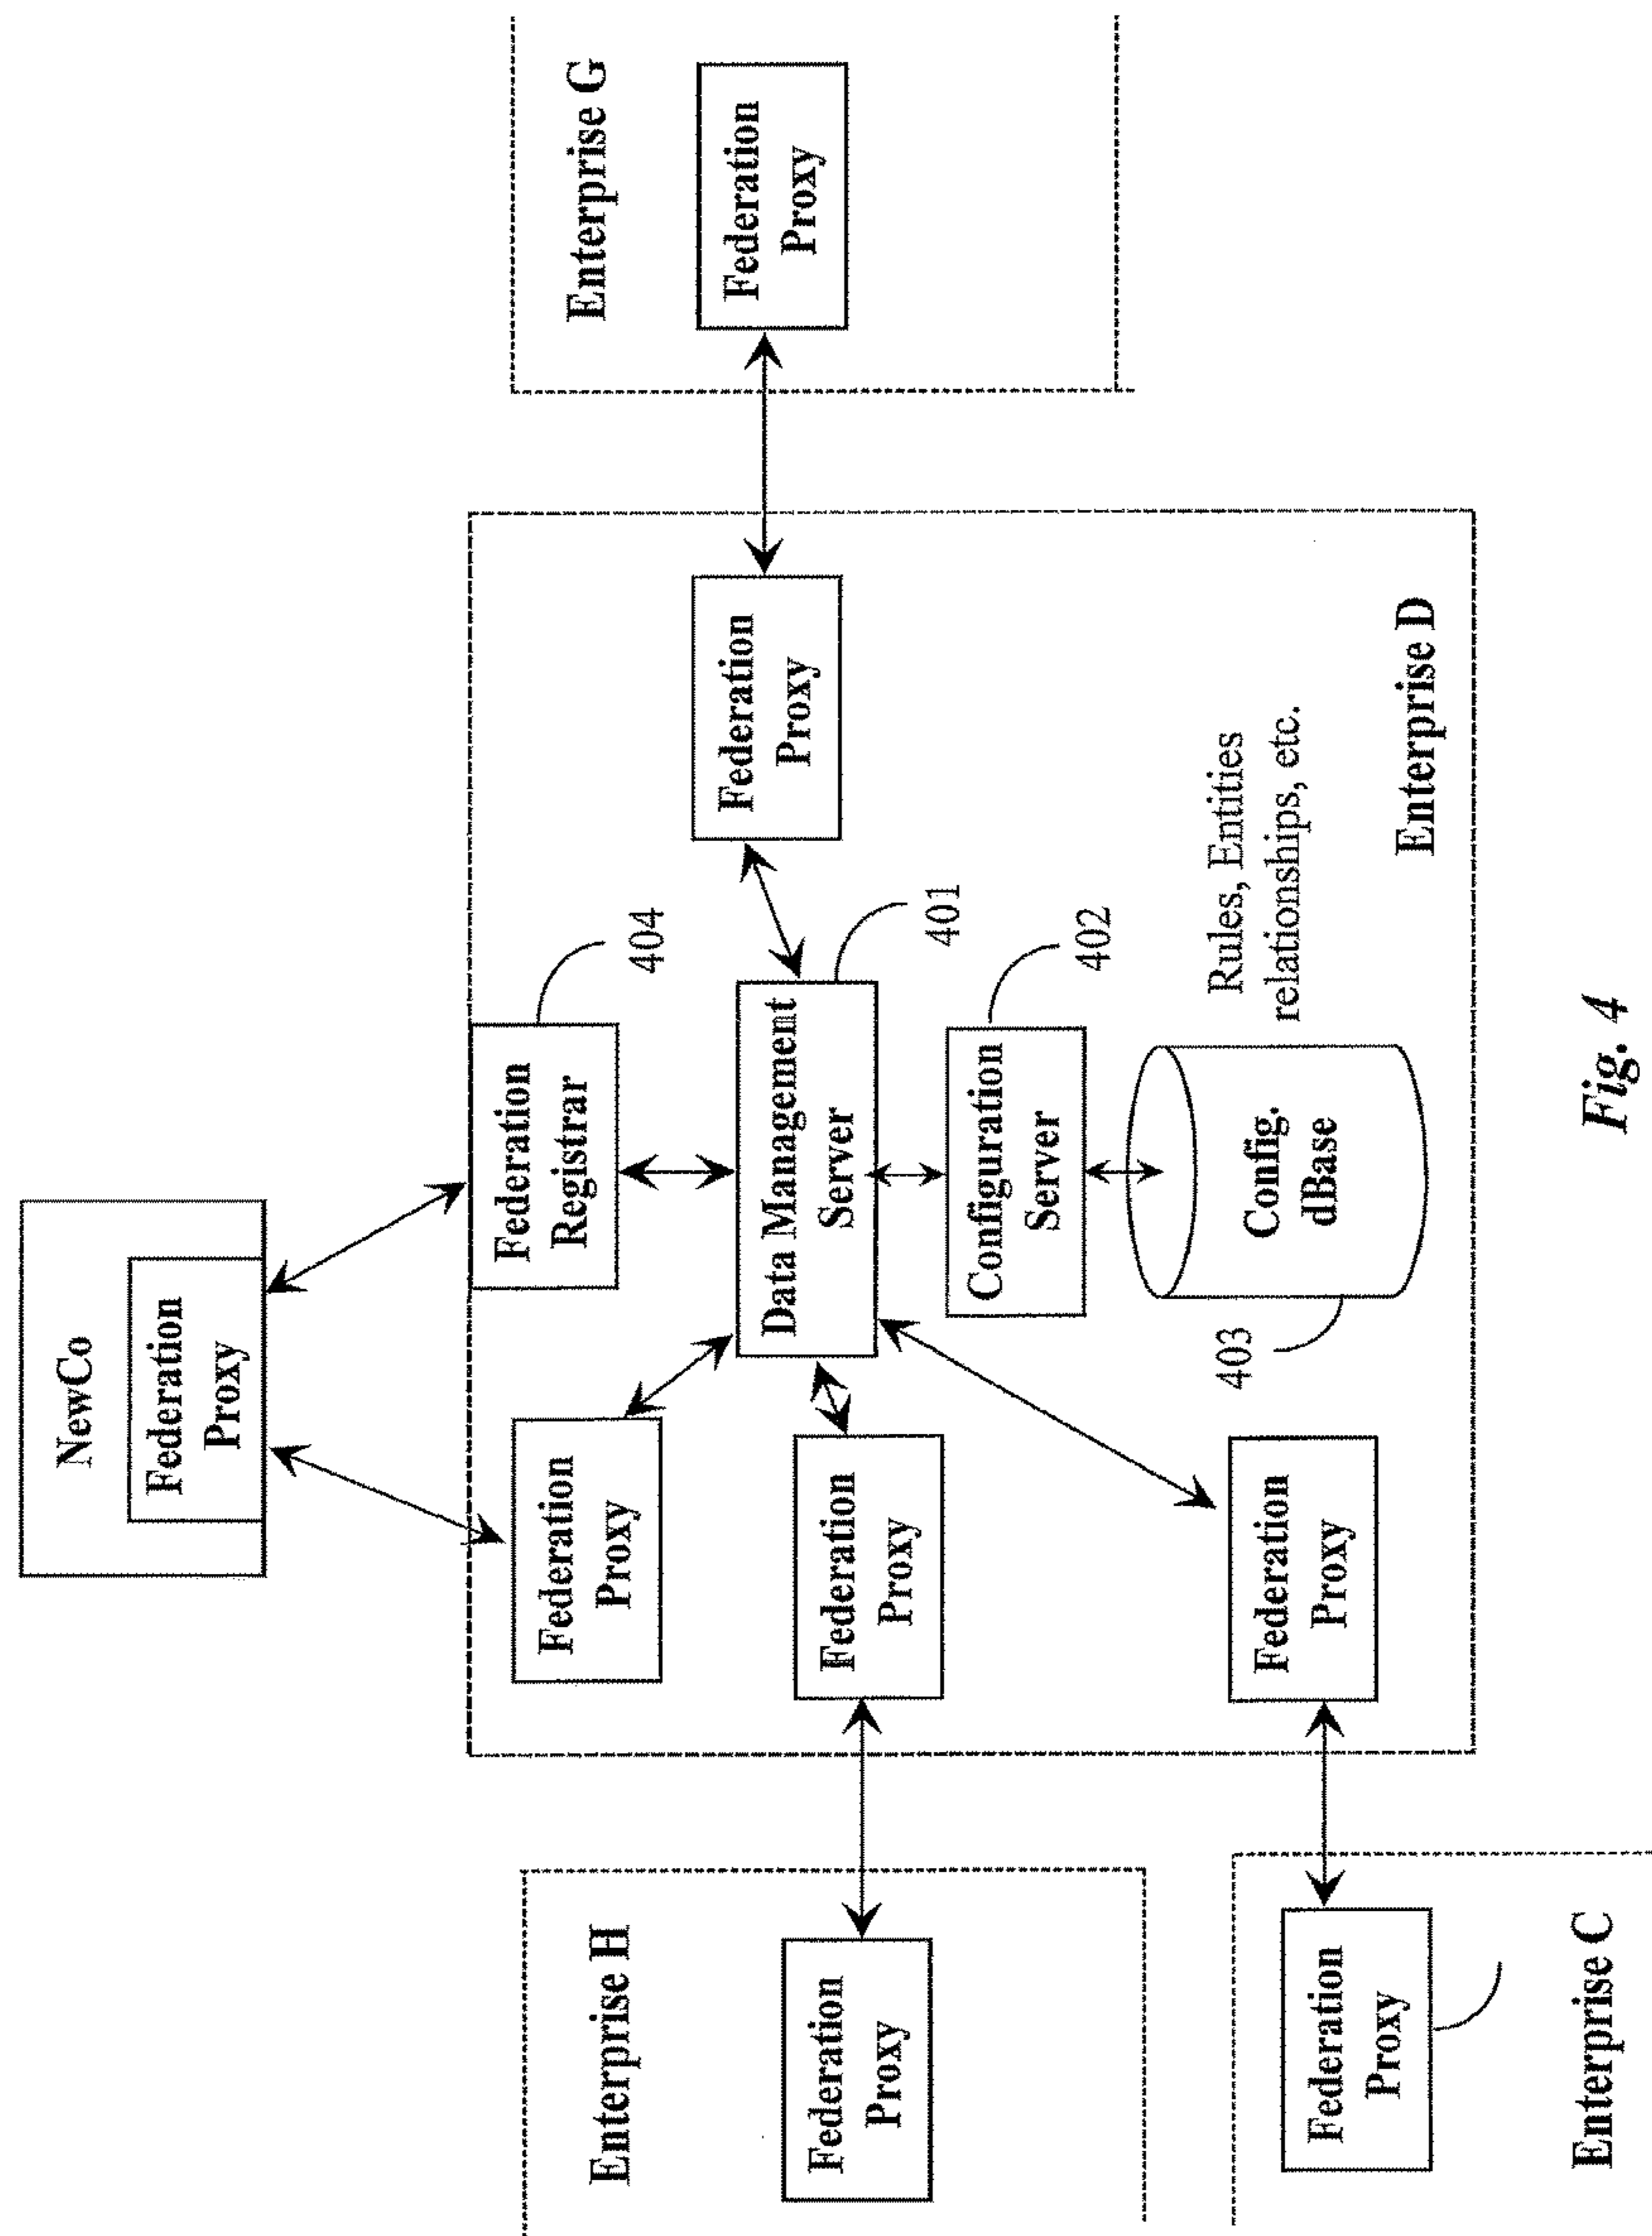 NewCo
Federation
Proxy
Enterprise H
Federation
Proxy
Enterprise C
Federation
Proxy
Federation
Proxy
Federation
Proxy
Federation
Proxy
Federation
Registrar
404
Data Management
Server
401
Configuration
Server
402
Config.
dBase
403
Rules, Entities
relationships, etc.
Federation
Proxy
Enterprise D
Enterprise G
Federation
Proxy
Fig. 4